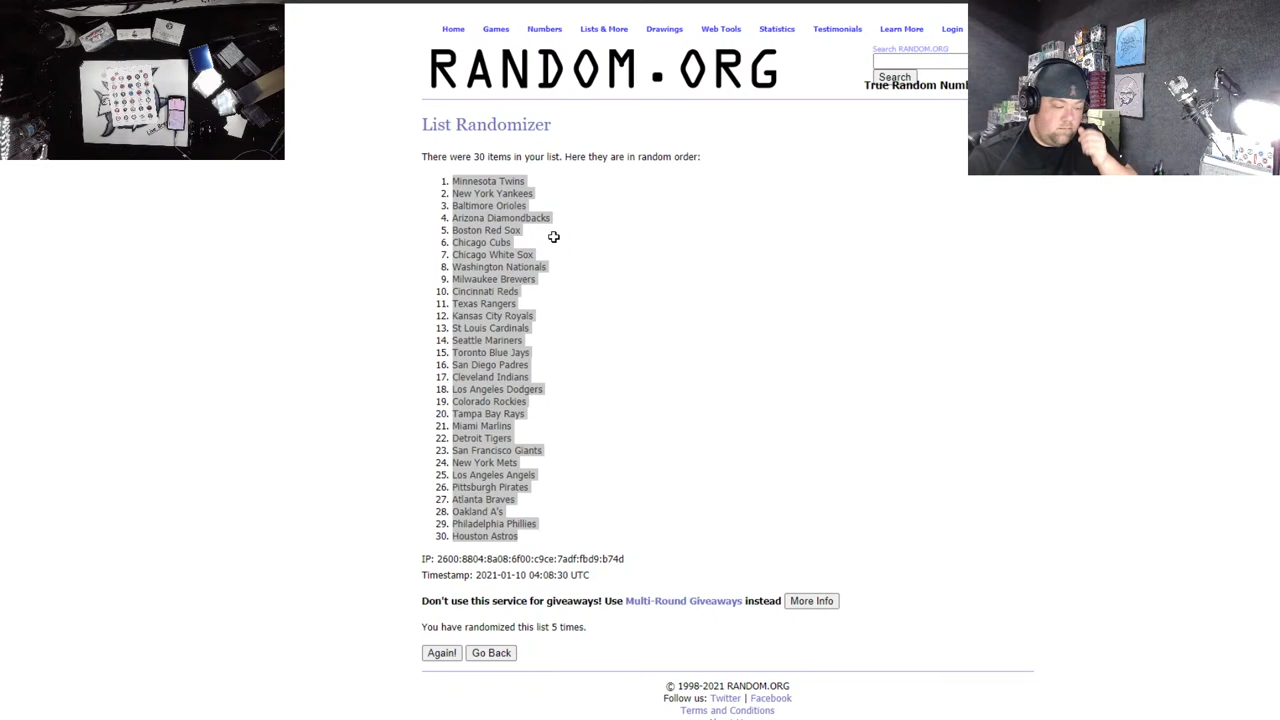 Home Games Numbers Lists & More Drawings Web Tools Statistics Testimonials Learn More Login
RANDOM.ORG
Search RANDOM.ORG
Search
True Random Num
List Randomizer
There were 30 items in your list. Here they are in random order:
1. Minnesota Twins
2. New York Yankees
3. Baltimore Orioles
4. Arizona Diamondbacks
5. Boston Red Sox
6. Chicago Cubs
7. Chicago White Sox
8. Washington Nationals
9. Milwaukee Brewers
10. Cincinnati Reds
11. Texas Rangers
12. Kansas City Royals
13. St Louis Cardinals
14. Seattle Mariners
15. Toronto Blue Jays
16. San Diego Padres
17. Cleveland Indians
18. Los Angeles Dodgers
19. Colorado Rockies
20. Tampa Bay Rays
21. Miami Marlins
22. Detroit Tigers
23. San Francisco Giants
24. New York Mets
25. Los Angeles Angels
26. Pittsburgh Pirates
27. Atlanta Braves
28. Oakland A's
29. Philadelphia Phillies
30. Houston Astros
IP: 2600:8804:8a08:6f00:c9ce:7adf:fbd9:b74d
Timestamp: 2021-01-10 04:08:30 UTC
Don't use this service for giveaways! Use Multi-Round Giveaways instead More Info
You have randomized this list 5 times.
Again! Go Back
© 1998-2021 RANDOM.ORG
Follow us: Twitter | Facebook
Terms and Conditions